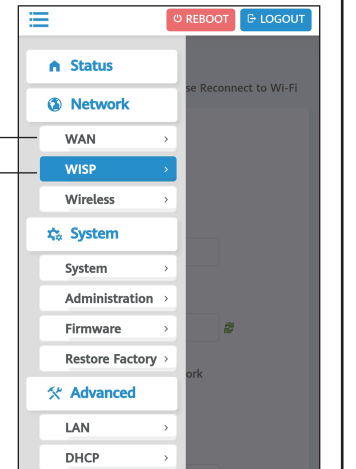 REBOOT LOGOUT
Status
se Reconnect to Wi-Fi
Network
WAN
WISP
Wireless
System
System
Administration
Firmware
Restore Factory
ork
Advanced
LAN
DHCP